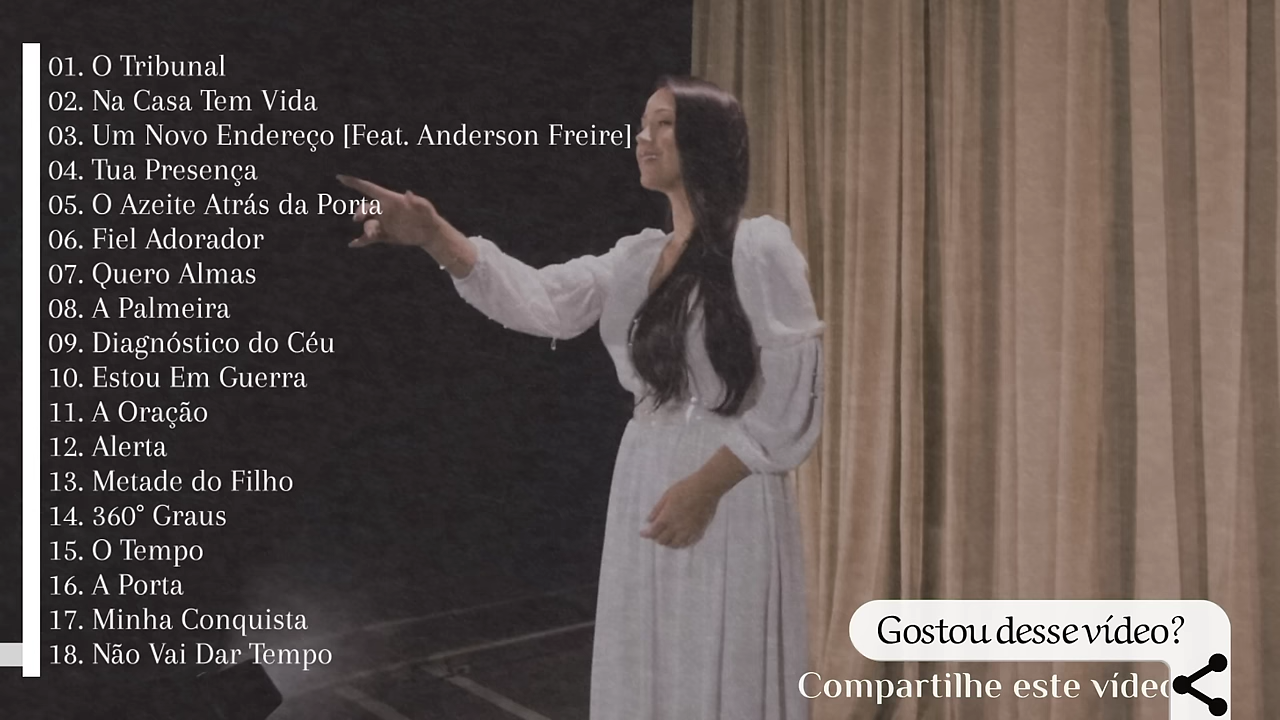 01. O Tribunal
02. Na Casa Tem Vida
03. Um Novo Endereço [Feat. Anderson Freire]
04. Tua Presença
05. O Azeite Atrás da Porta
06. Fiel Adorador
07. Quero Almas
08. A Palmeira
09. Diagnóstico do Céu
10. Estou Em Guerra
11. A Oração
12. Alerta
13. Metade do Filho
14. 360° Graus
15. O Tempo
16. A Porta
17. Minha Conquista
18. Não Vai Dar Tempo
Gostou desse vídeo?
Compartilhe este vídeo